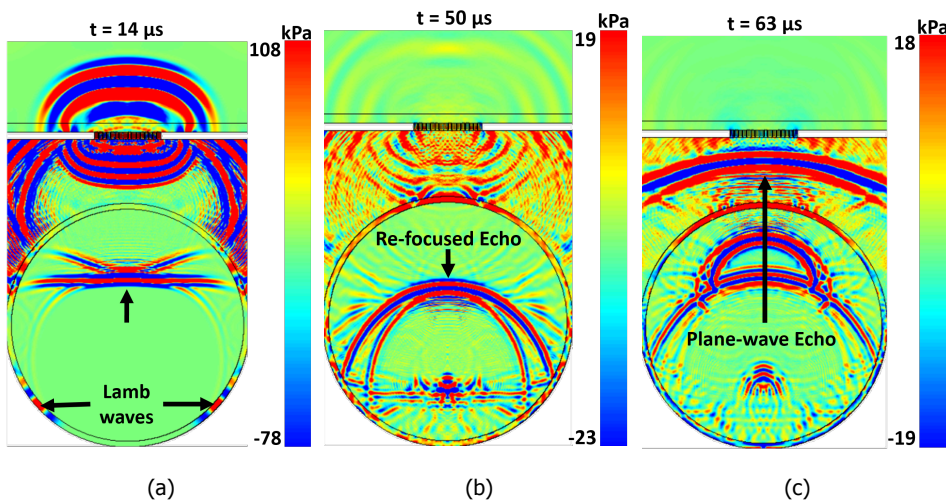 t = 14 µs
kPa
108
Lamb
waves
-78
(a)
t = 50 µs
kPa
19
Re-focused Echo
-23
(b)
t = 63 µs
kPa
18
Plane-wave Echo
-19
(c)